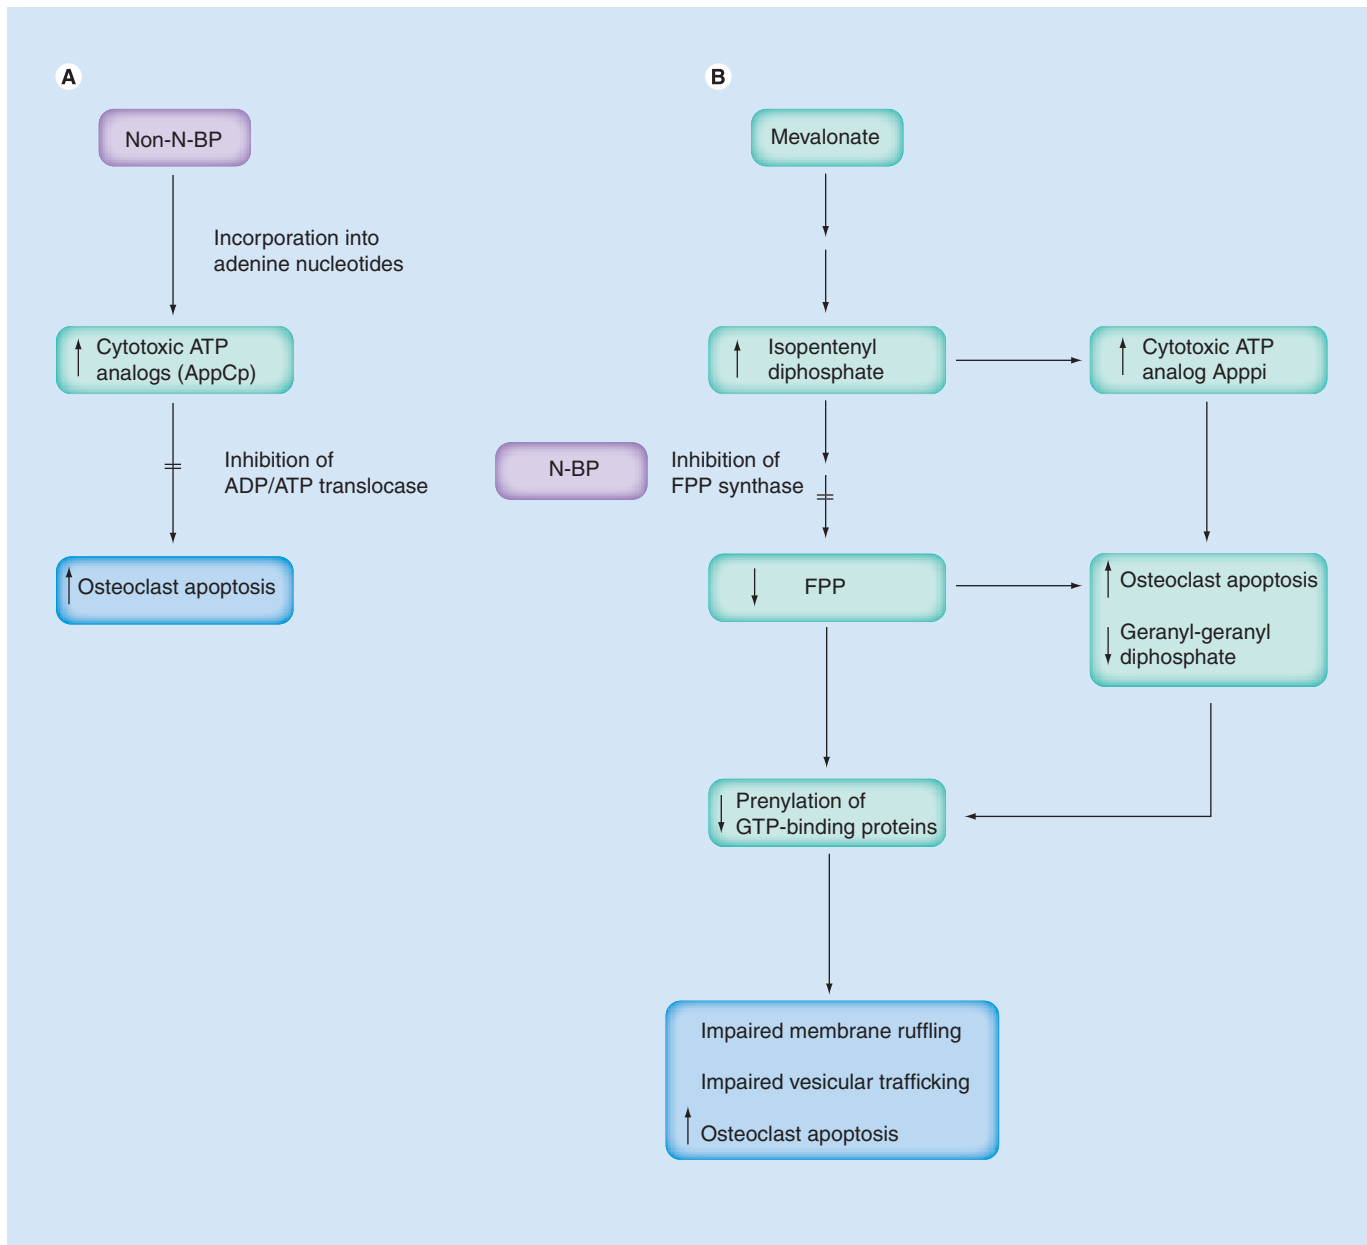 A
Non-N-BP
Incorporation into
adenine nucleotides
Cytotoxic ATP
analogs (AppCp)
Inhibition of
ADP/ATP translocase
Osteoclast apoptosis
B
Mevalonate
Isopentenyl
diphosphate
Cytotoxic ATP
analog Apppi
N-BP
Inhibition of
FPP synthase
FPP
Osteoclast apoptosis
Geranyl-geranyl
diphosphate
Prenylation of
GTP-binding proteins
Impaired membrane ruffling
Impaired vesicular trafficking
Osteoclast apoptosis